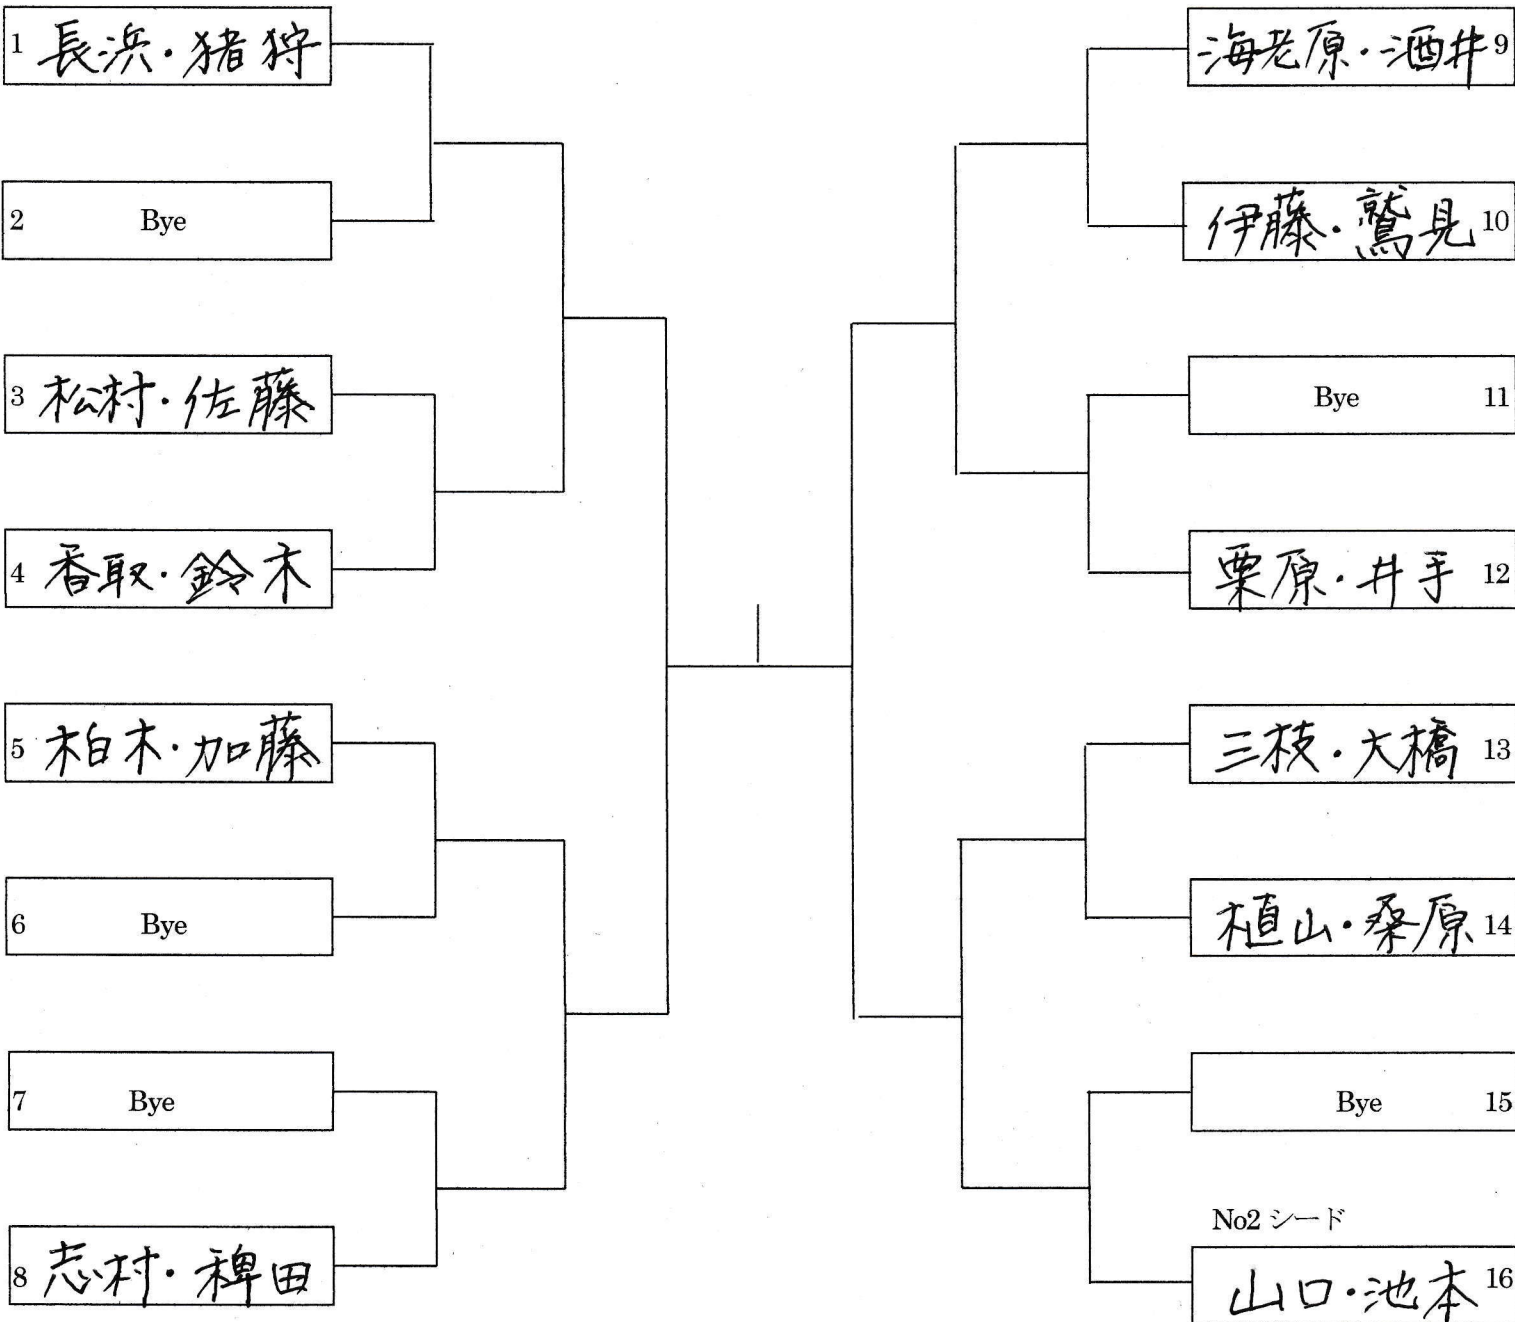 1 長浜・猪狩
2 Bye
3 松村・佐藤
4 香取・鈴木
5 柏木・加藤
6 Bye
7 Bye
8 志村・稗田
海老原・酒井 9
伊藤・鷲見 10
Bye 11
栗原・井手 12
三枝・大橋 13
植山・桑原 14
Bye 15
No2 シード
山口・池本 16